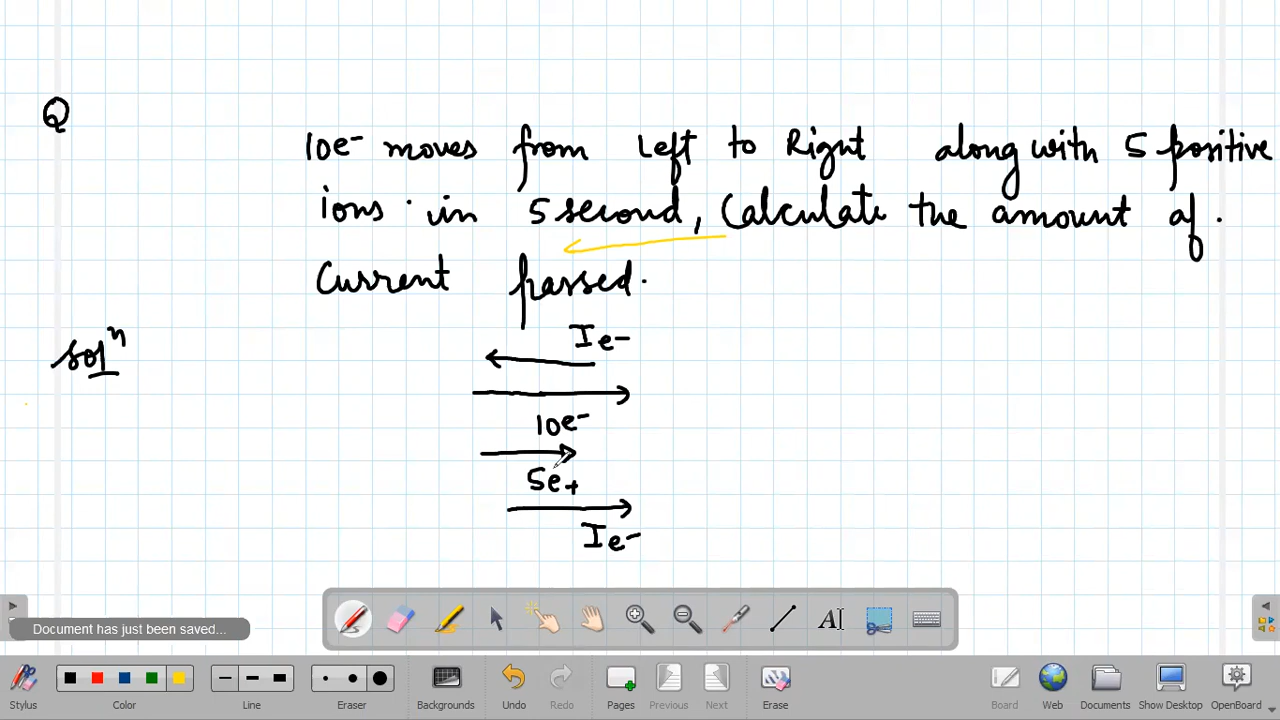 Q
10e- moves from Left to Right along with 5 positive
ions in 5 second, Calculate the amount of
Current passed.
soln
Ie-
10e-
5e+
Ie-
Document has just been saved...
AI
Stylus
Color
Line
Eraser
Backgrounds
Undo
Redo
Pages
Previous
Next
Erase
Board
Web
Documents
Show Desktop
OpenBoard